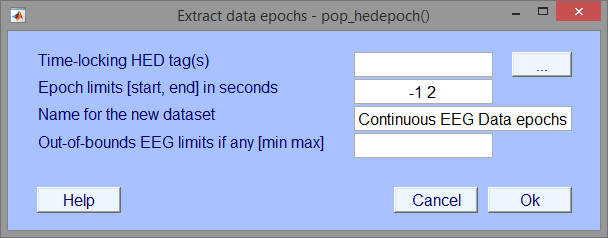 Extract data epochs - pop_hedepoch()
Time-locking HED tag(s) ...
Epoch limits [start, end] in seconds -1 2
Name for the new dataset Continuous EEG Data epochs
Out-of-bounds EEG limits if any [min max]
Help Cancel Ok